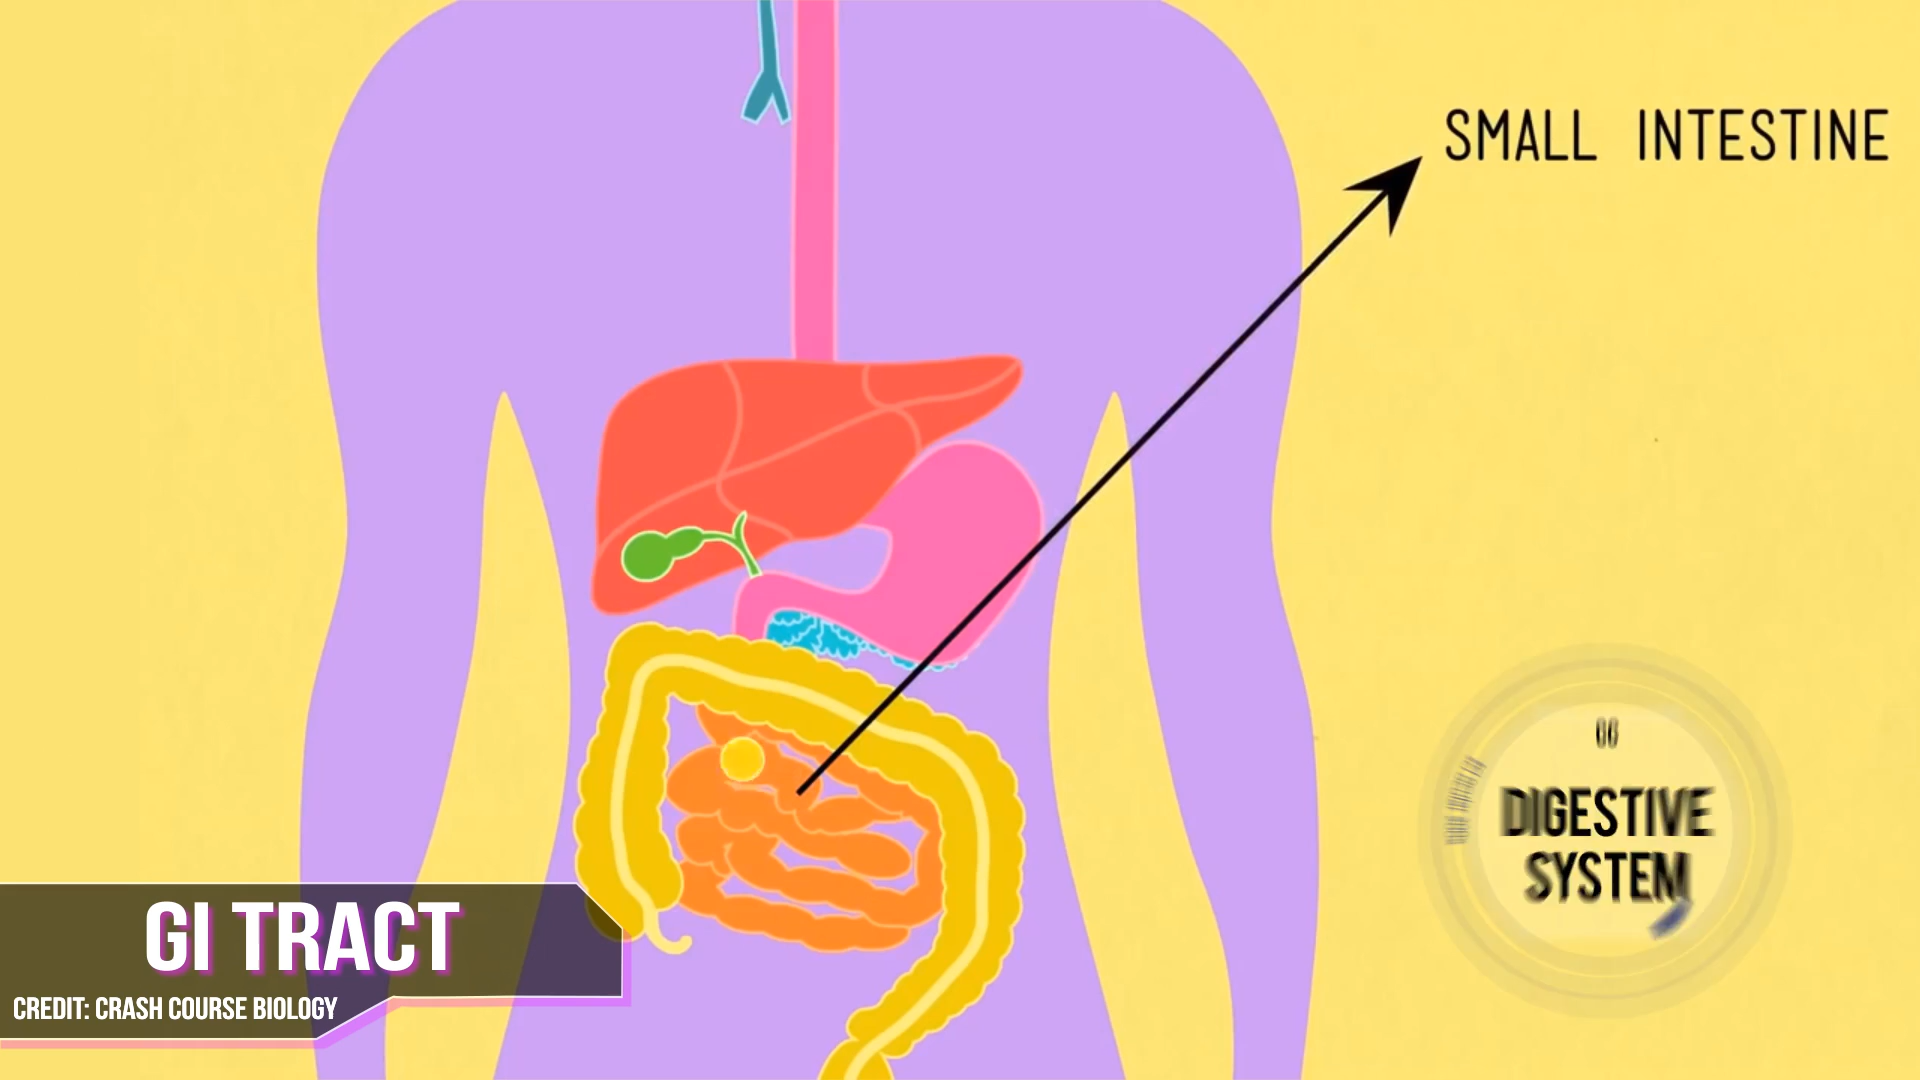 SMALL INTESTINE
DIGESTIVE
SYSTEM
GI TRACT
CREDIT: CRASH COURSE BIOLOGY